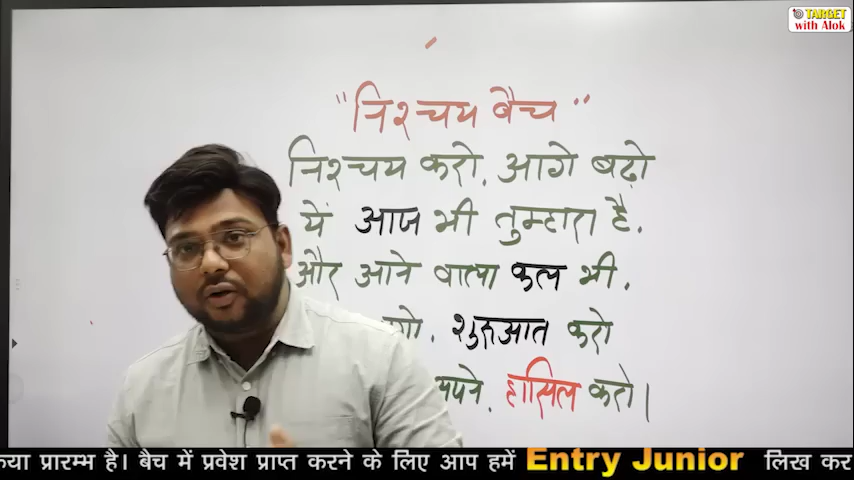 TARGET
with Alok
"निश्चय बैच"
निश्चय करो, आगे बढ़ो
यें आज भी तुम्हारा है.
और आने वाला कल भी.
शुरुआत करो
हासिल करो।
प्रारम्भ है। बैच में प्रवेश प्राप्त करने के लिए आप हमें Entry Junior लिख कर